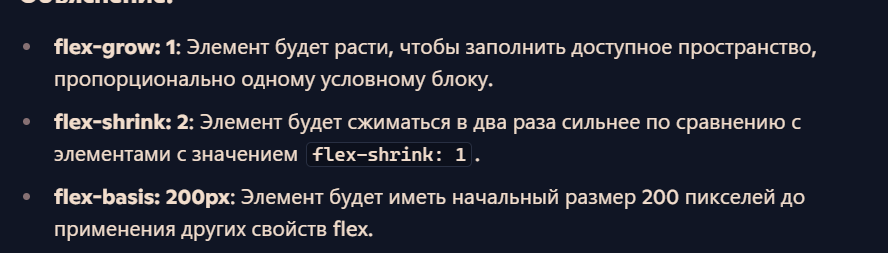 Объяснение:
flex-grow: 1: Элемент будет расти, чтобы заполнить доступное пространство,
пропорционально одному условному блоку.
flex-shrink: 2: Элемент будет сжиматься в два раза сильнее по сравнению с
элементами с значением flex-shrink: 1.
flex-basis: 200px: Элемент будет иметь начальный размер 200 пикселей до
применения других свойств flex.